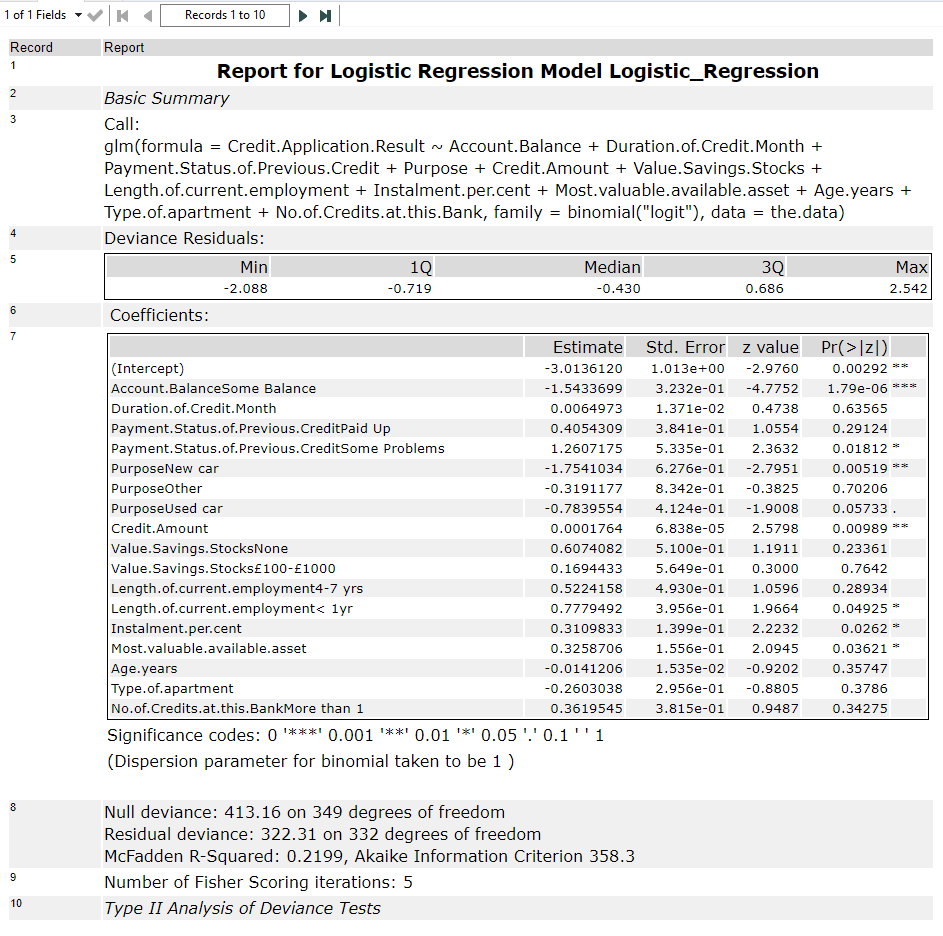 1 of 1 Fields Records 1 to 10
Record Report
1 Report for Logistic Regression Model Logistic_Regression
2 Basic Summary
3 Call:
glm(formula = Credit.Application.Result ~ Account.Balance + Duration.of.Credit.Month +
Payment.Status.of.Previous.Credit + Purpose + Credit.Amount + Value.Savings.Stocks +
Length.of.current.employment + Instalment.per.cent + Most.valuable.available.asset + Age.years +
Type.of.apartment + No.of.Credits.at.this.Bank, family = binomial("logit"), data = the.data)
4 Deviance Residuals:
5 Min 1Q Median 3Q Max
-2.088 -0.719 -0.430 0.686 2.542
6 Coefficients:
7 Estimate Std. Error z value Pr(>|z|)
(Intercept) -3.0136120 1.013e+00 -2.9760 0.00292 **
Account.BalanceSome Balance -1.5433699 3.232e-01 -4.7752 1.79e-06 ***
Duration.of.Credit.Month 0.0064973 1.371e-02 0.4738 0.63565
Payment.Status.of.Previous.CreditPaid Up 0.4054309 3.841e-01 1.0554 0.29124
Payment.Status.of.Previous.CreditSome Problems 1.2607175 5.335e-01 2.3632 0.01812 *
PurposeNew car -1.7541034 6.276e-01 -2.7951 0.00519 **
PurposeOther -0.3191177 8.342e-01 -0.3825 0.70206
PurposeUsed car -0.7839554 4.124e-01 -1.9008 0.05733 .
Credit.Amount 0.0001764 6.838e-05 2.5798 0.00989 **
Value.Savings.StocksNone 0.6074082 5.100e-01 1.1911 0.23361
Value.Savings.Stocks£100-£1000 0.1694433 5.649e-01 0.3000 0.7642
Length.of.current.employment4-7 yrs 0.5224158 4.930e-01 1.0596 0.28934
Length.of.current.employment< 1yr 0.7779492 3.956e-01 1.9664 0.04925 *
Instalment.per.cent 0.3109833 1.399e-01 2.2232 0.0262 *
Most.valuable.available.asset 0.3258706 1.556e-01 2.0945 0.03621 *
Age.years -0.0141206 1.535e-02 -0.9202 0.35747
Type.of.apartment -0.2603038 2.956e-01 -0.8805 0.3786
No.of.Credits.at.this.BankMore than 1 0.3619545 3.815e-01 0.9487 0.34275
Significance codes: 0 '***' 0.001 '**' 0.01 '*' 0.05 '.' 0.1 ' ' 1
(Dispersion parameter for binomial taken to be 1 )
8 Null deviance: 413.16 on 349 degrees of freedom
Residual deviance: 322.31 on 332 degrees of freedom
McFadden R-Squared: 0.2199, Akaike Information Criterion 358.3
9 Number of Fisher Scoring iterations: 5
10 Type II Analysis of Deviance Tests